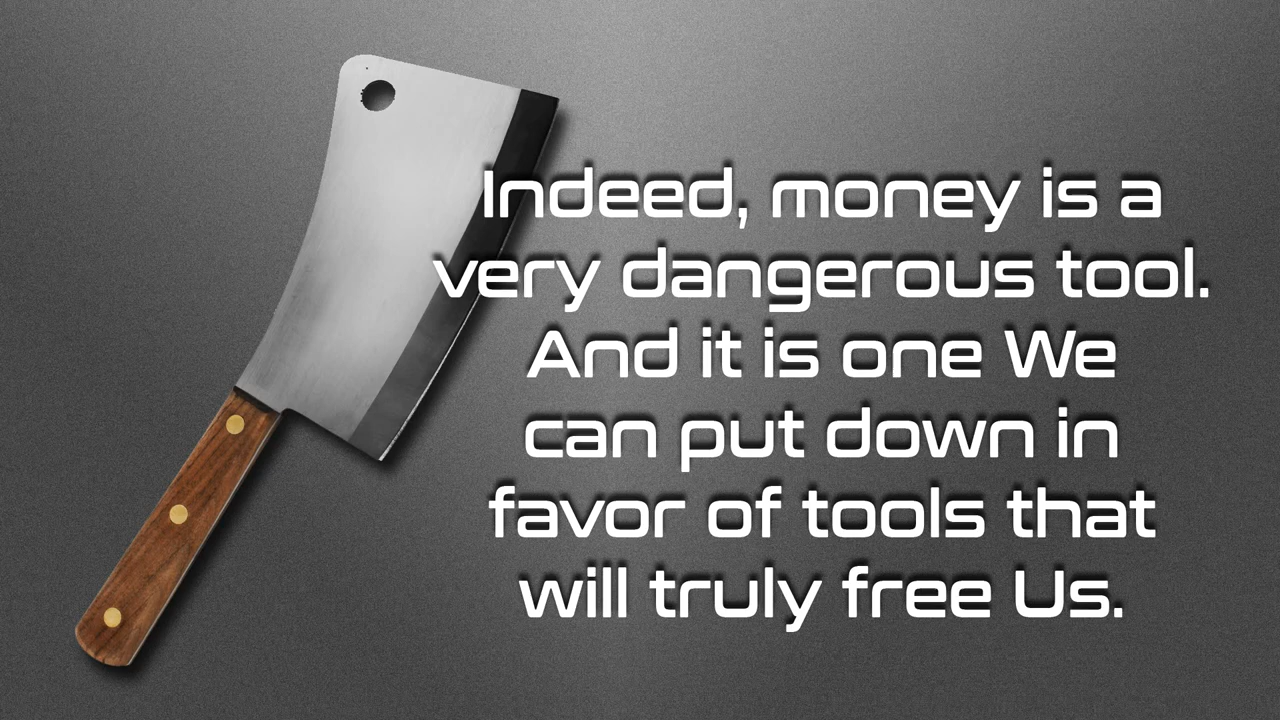 Indeed, money is a
very dangerous tool.
And it is one We
can put down in
favor of tools that
will truly free Us.